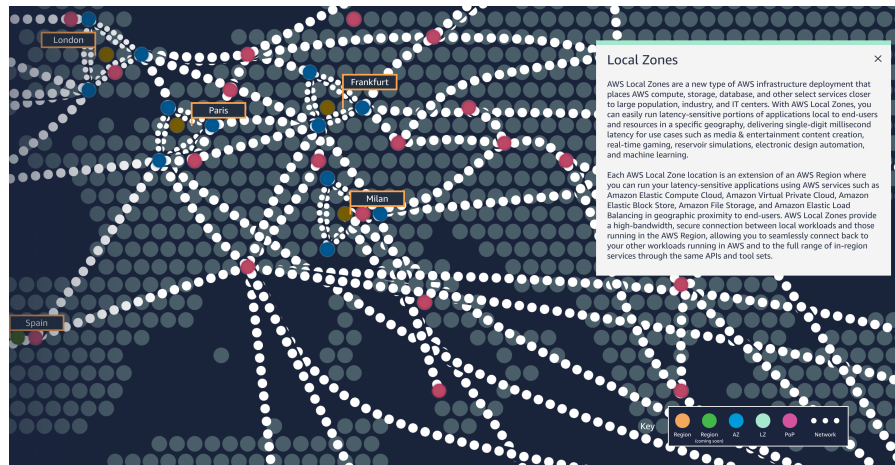 London
Frankfurt
Paris
Milan
Spain
Local Zones
AWS Local Zones are a new type of AWS infrastructure deployment that
places AWS compute, storage, database, and other select services closer
to large population, industry, and IT centers. With AWS Local Zones, you
can easily run latency-sensitive portions of applications local to end-users
and resources in a specific geography, delivering single-digit millisecond
latency for use cases such as media & entertainment content creation,
real-time gaming, reservoir simulations, electronic design automation,
and machine learning.
Each AWS Local Zone location is an extension of an AWS Region where
you can run your latency-sensitive applications using AWS services such as
Amazon Elastic Compute Cloud, Amazon Virtual Private Cloud, Amazon
Elastic Block Store, Amazon File Storage, and Amazon Elastic Load
Balancing in geographic proximity to end-users. AWS Local Zones provide
a high-bandwidth, secure connection between local workloads and those
running in the AWS Region, allowing you to seamlessly connect back to
your other workloads running in AWS and to the full range of in-region
services through the same APIs and tool sets.
Key
Region
Region
(coming soon)
AZ
LZ
PoP
Network